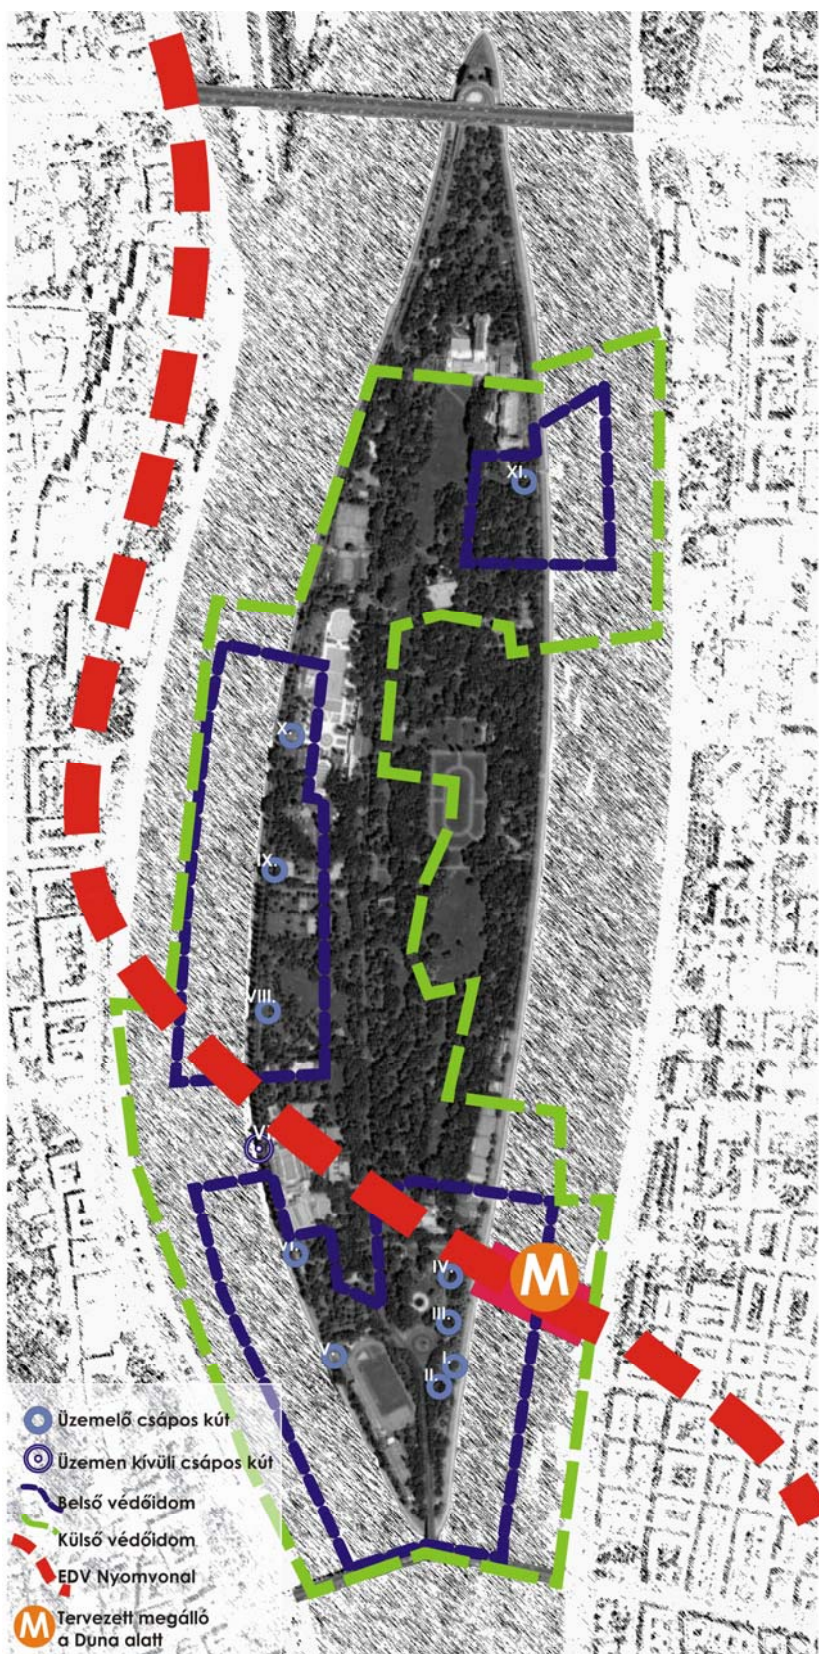 XI.
X.
IX.
VIII.
VI.
IV.
III.
V.
I.
II.
M
Üzemelő csápos kút
Üzemen kívüli csápos kút
Belső védőidom
Külső védőidom
EDV Nyomvonal
M
Tervezett megálló
a Duna alatt